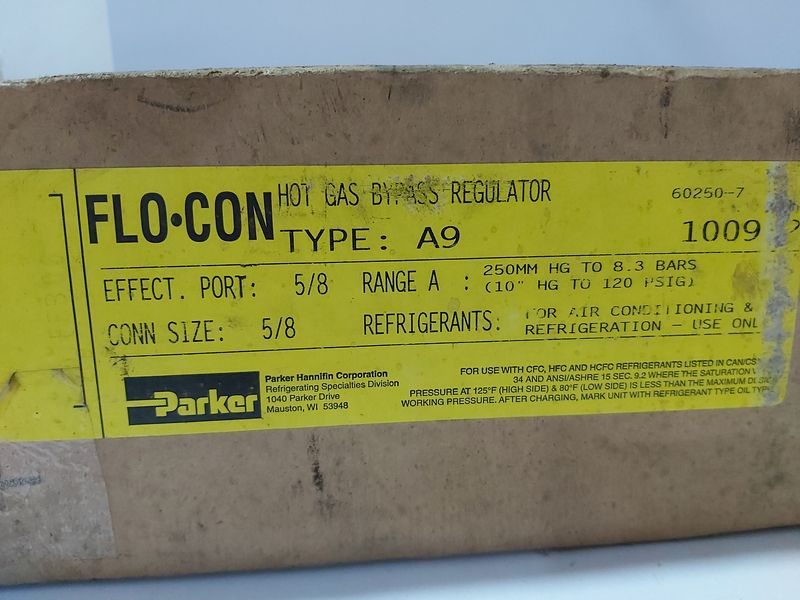 FLO•CON
HOT GAS BYPASS REGULATOR 60250-7
TYPE: A9 1009
EFFECT. PORT: 5/8 RANGE A : 250MM HG TO 8.3 BARS
(10" HG TO 120 PSIG)
CONN SIZE: 5/8 REFRIGERANTS: FOR AIR CONDITIONING &
REFRIGERATION - USE ONL
Parker
Parker Hannifin Corporation
Refrigerating Specialties Division
1040 Parker Drive
Mauston, WI 53948
FOR USE WITH CFC, HFC AND HCFC REFRIGERANTS LISTED IN CAN/CS
34 AND ANSI/ASHRE 15 SEC. 9.2 WHERE THE SATURATION
PRESSURE AT 125°F (HIGH SIDE) & 80°F (LOW SIDE) IS LESS THAN THE MAXIMUM
WORKING PRESSURE. AFTER CHARGING, MARK UNIT WITH REFRIGERANT TYPE OIL TYPE